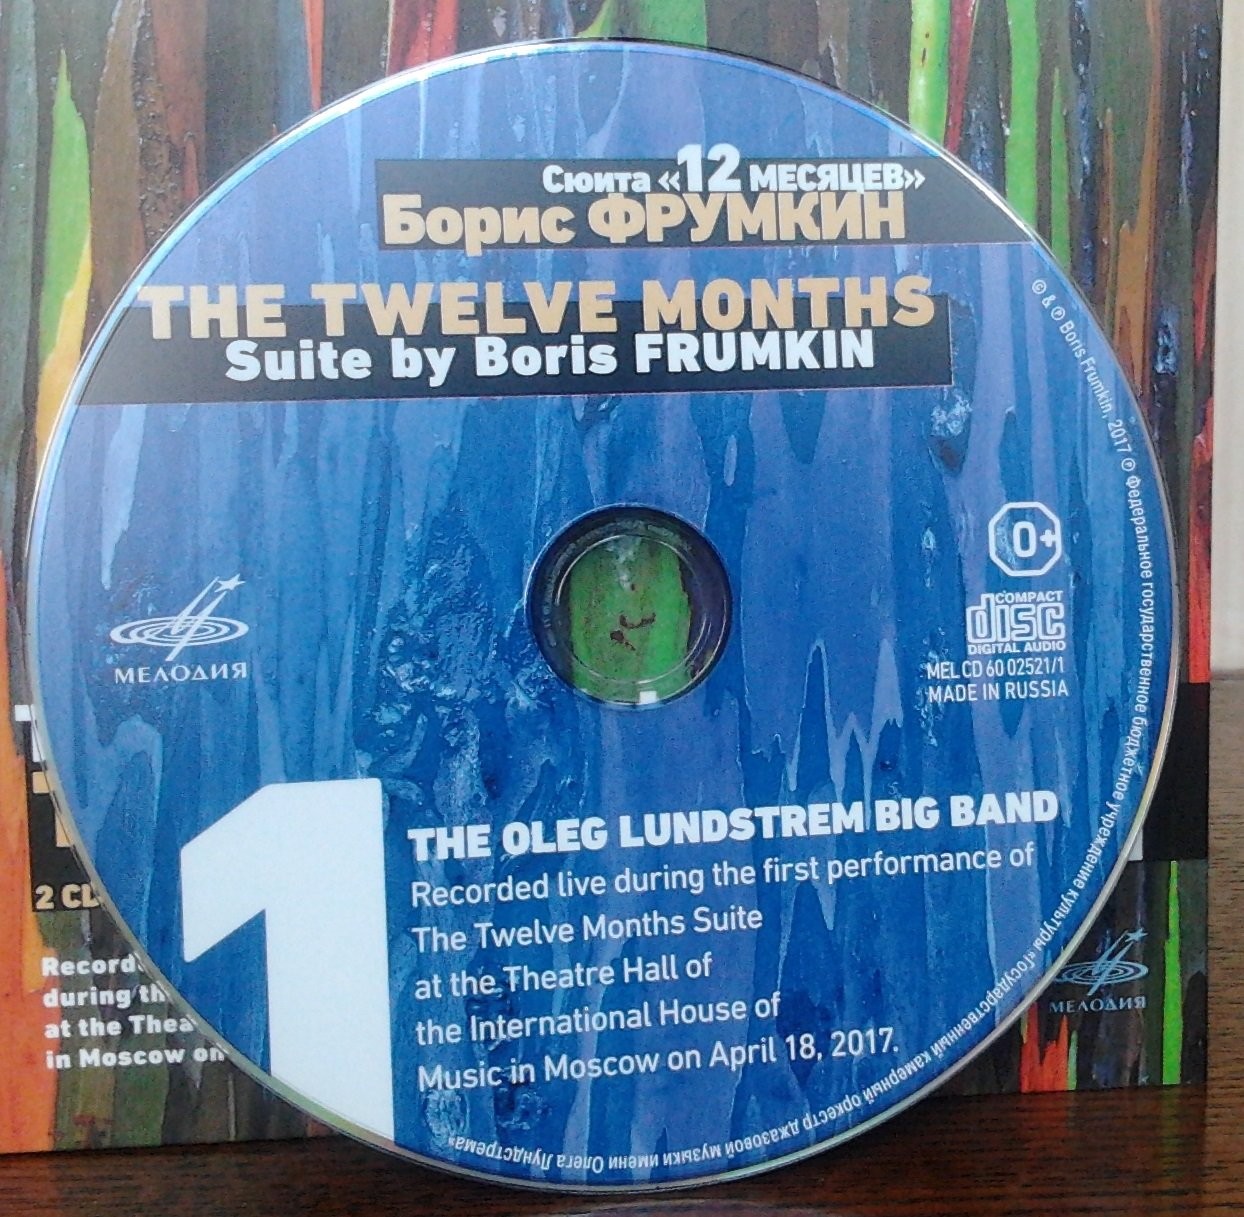 Сюита «12 МЕСЯЦЕВ»
Борис ФРУМКИН
THE TWELVE MONTHS
Suite by Boris FRUMKIN
© & ℗ Boris Frumkin, 2017 ℗ Федеральное государственное бюджетное учреждение культуры «Государственный камерный оркестр джазовой музыки имени Олега Лундстрема»
0+
COMPACT
disc
DIGITAL AUDIO
MEL CD 60 02521/1
MADE IN RUSSIA
МЕЛОДИЯ
1
THE OLEG LUNDSTREM BIG BAND
Recorded live during the first performance of
The Twelve Months Suite
at the Theatre Hall of
the International House of
Music in Moscow on April 18, 2017.
2 CD
Record
during th
at the Thea
in Moscow on
МЕЛОДИЯ